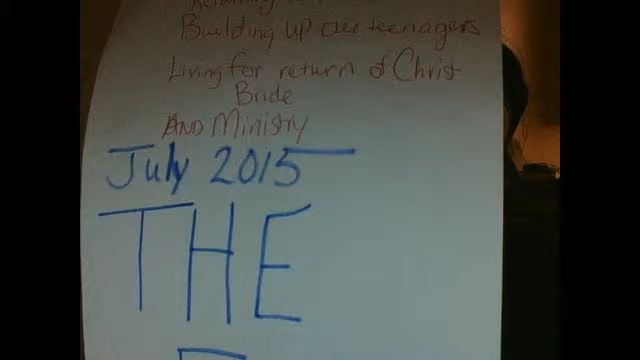 Building up our teenagers
Living for return of Christ
Bride
AND Ministry
July 2015
THE